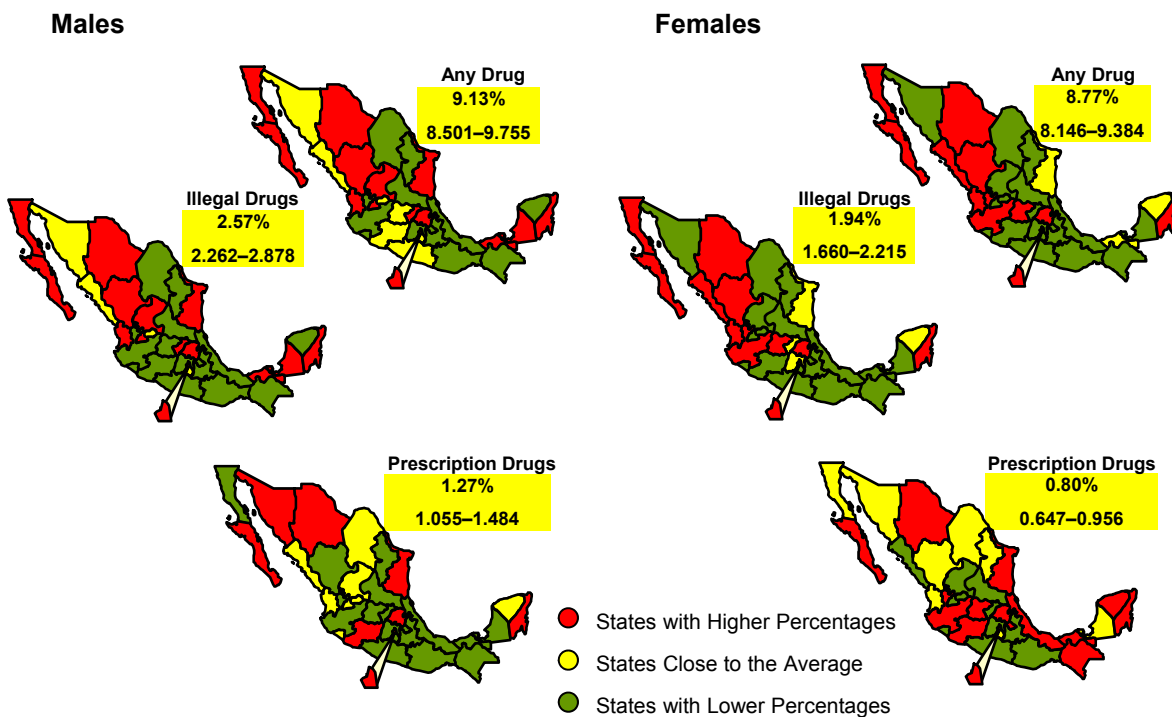 Males
Any Drug
9.13%
8.501–9.755
Illegal Drugs
2.57%
2.262–2.878
Prescription Drugs
1.27%
1.055–1.484
Females
Any Drug
8.77%
8.146–9.384
Illegal Drugs
1.94%
1.660–2.215
Prescription Drugs
0.80%
0.647–0.956
States with Higher Percentages
States Close to the Average
States with Lower Percentages